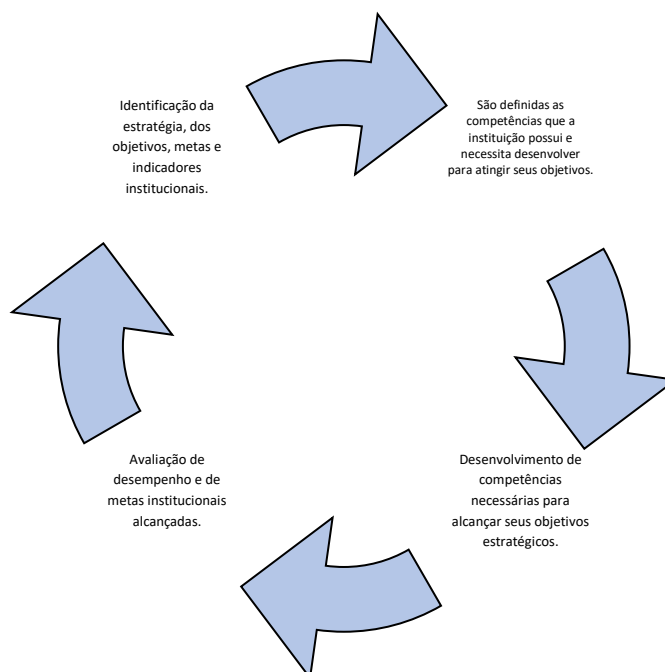 Identificação da
estratégia, dos
objetivos, metas e
indicadores
institucionais.
São definidas as
competências que a
instituição possui e
necessita desenvolver
para atingir seus objetivos.
Desenvolvimento de
competências
necessárias para
alcançar seus objetivos
estratégicos.
Avaliação de
desempenho e de
metas institucionais
alcançadas.